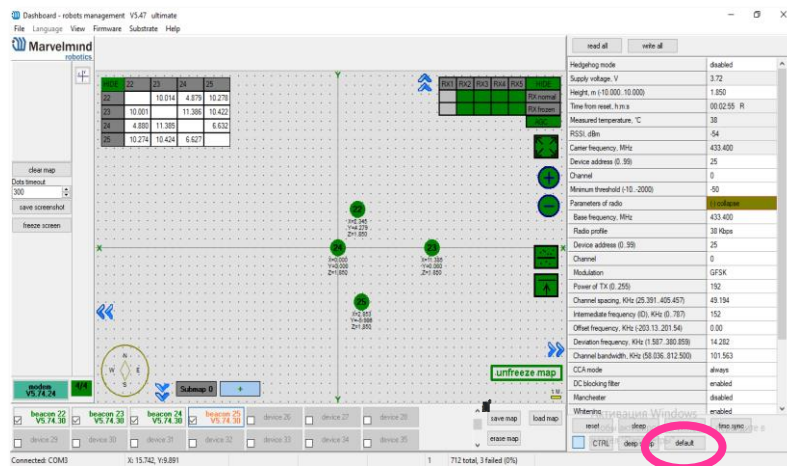 Dashboard - robots management V5.47 ultimate
File Language View Firmware Substrate Help
Marvelmind
robotics
clear map
Dots timeout
300
save screenshot
freeze screen
modem
V5.74.24
4/4
HIDE 22 23 24 25
22 10.014 4.879 10.278
23 10.001 11.386 10.422
24 4.880 11.385 6.632
25 10.274 10.424 6.627
Y
RX1 RX2 RX3 RX4 RX5 HIDE
RX normal
RX frozen
AGC
22
X=2.345
Y=4.279
Z=1.850
X
24
X=0.000
Y=0.000
Z=1.850
23
X=11.385
Y=0.000
Z=1.850
X
25
Z=1.850
N
W E
S
Submap 0 +
Y
unfreeze map
1 M
beacon 22
V5.74.30
beacon 23
V5.74.30
beacon 24
V5.74.30
beacon 25
V5.74.30
device 26
device 27
device 28
device 29
device 30
device 31
device 32
device 33
device 34
device 35
save map
load map
erase map
read all
write all
Hedgehog mode disabled
Supply voltage, V 3.72
Height, m (-10.000..10.000) 1.850
Time from reset, h:m:s 00:02:55 R
Measured temperature, °C 38
RSSI, dBm -54
Carrier frequency, MHz 433.400
Device address (0..99) 25
Channel 0
Minimum threshold (-10..-2000) -50
Parameters of radio (-) collapse
Base frequency, MHz 433.400
Radio profile 38 Kbps
Device address (0..99) 25
Channel 0
Modulation GFSK
Power of TX (0..255) 192
Channel spacing, KHz (25.391..405.457) 49.194
Intermediate frequency (IO), KHz (0..787) 152
Offset frequency, KHz (-203.13..201.54) 0.00
Deviation frequency, KHz (1.587..380.859) 14.282
Channel bandwidth, KHz (58.036..812.500) 101.563
CCA mode always
DC blocking filter enabled
Manchester disabled
Whitening enabled
Активация Windows
reset
deep
time sync
CTRL
deep sleep
default
Connected: COM3 X: 15.742, Y:9.891 1 712 total, 3 failed (0%)